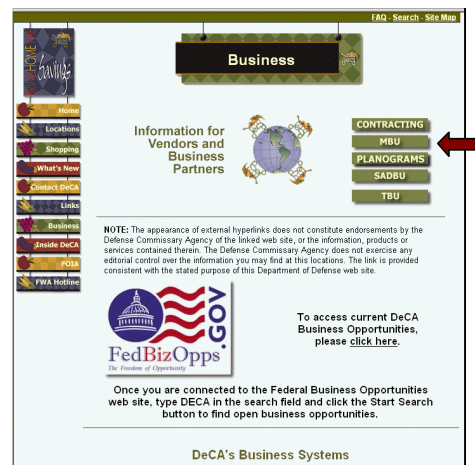 FAQ - Search - Site Map
HOME
Savings
Business
Home
Locations
Shopping
What's New
Contact DeCA
Links
Business
Inside DeCA
FOIA
FWA Hotline
Information for
Vendors and
Business
Partners
CONTRACTING
MBU
PLANOGRAMS
SADBU
TBU
NOTE: The appearance of external hyperlinks does not constitute endorsements by the
Defense Commissary Agency of the linked web site, or the information, products or
services contained therein. The Defense Commissary Agency does not exercise any
editorial control over the information you may find at this locations. The link is provided
consistent with the stated purpose of this Department of Defense web site.
FedBizOpps
.GOV
The Freedom of Opportunity
To access current DeCA
Business Opportunities,
please click here.
Once you are connected to the Federal Business Opportunities
web site, type DECA in the search field and click the Start Search
button to find open business opportunities.
DeCA's Business Systems